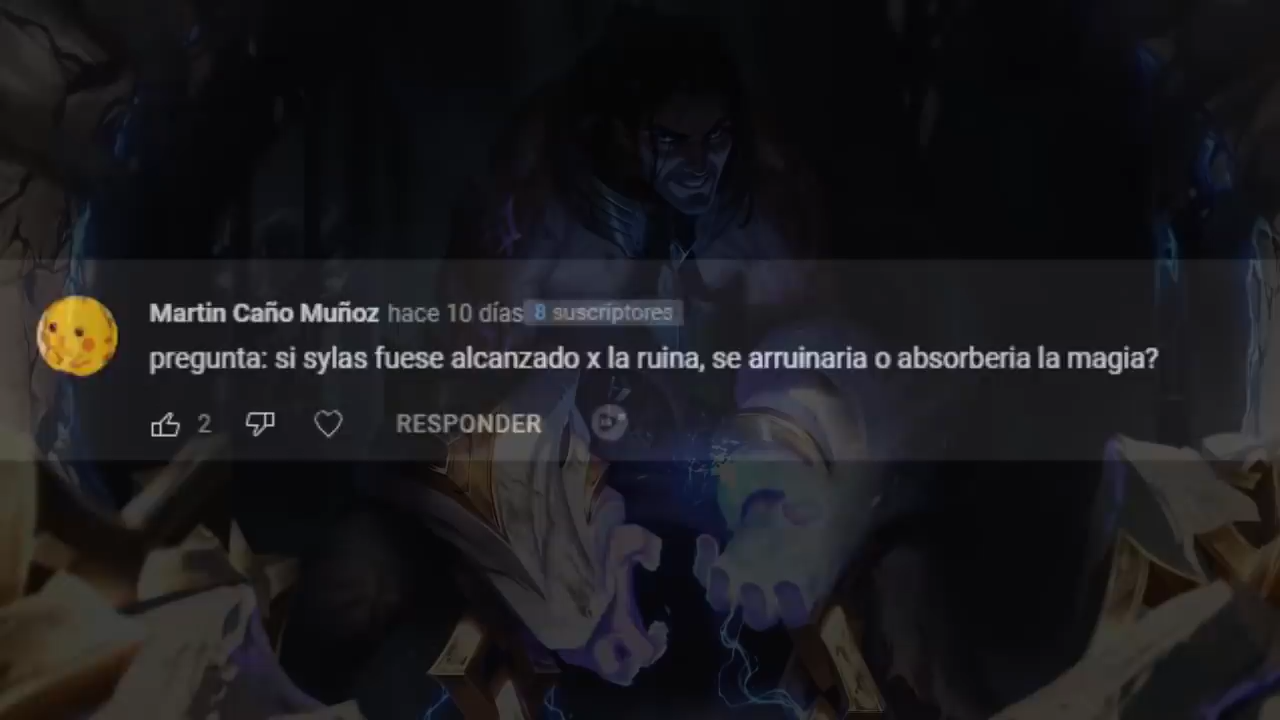 Martin Caño Muñoz hace 10 días 8 suscriptores
pregunta: si sylas fuese alcanzado x la ruina, se arruinaria o absorberia la magia?
2 RESPONDER